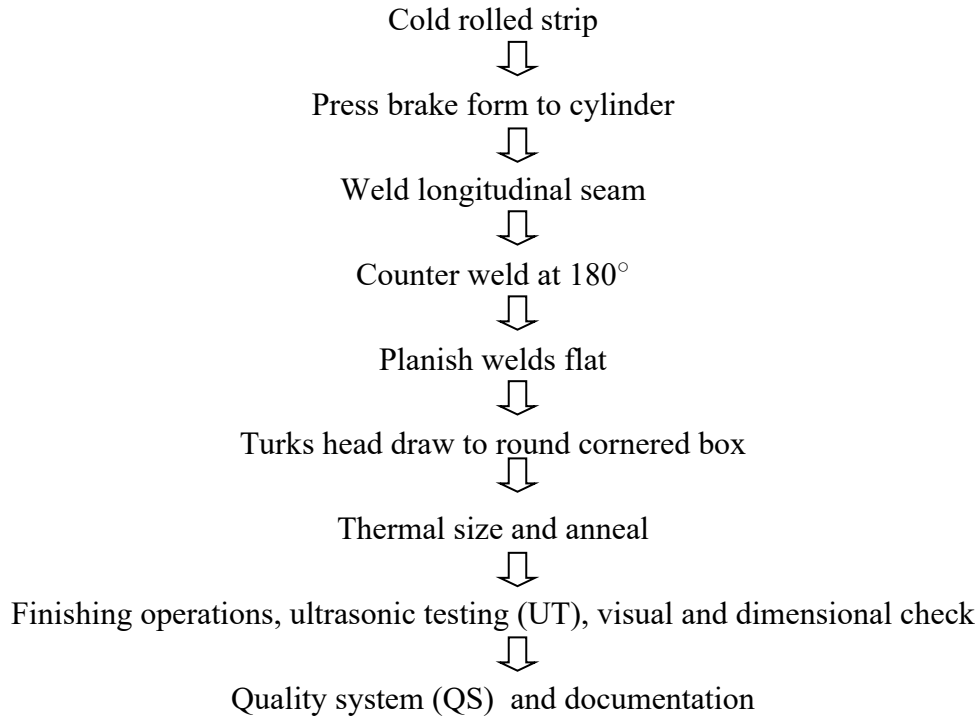 Cold rolled strip
Press brake form to cylinder
Weld longitudinal seam
Counter weld at 180°
Planish welds flat
Turks head draw to round cornered box
Thermal size and anneal
Finishing operations, ultrasonic testing (UT), visual and dimensional check
Quality system (QS) and documentation